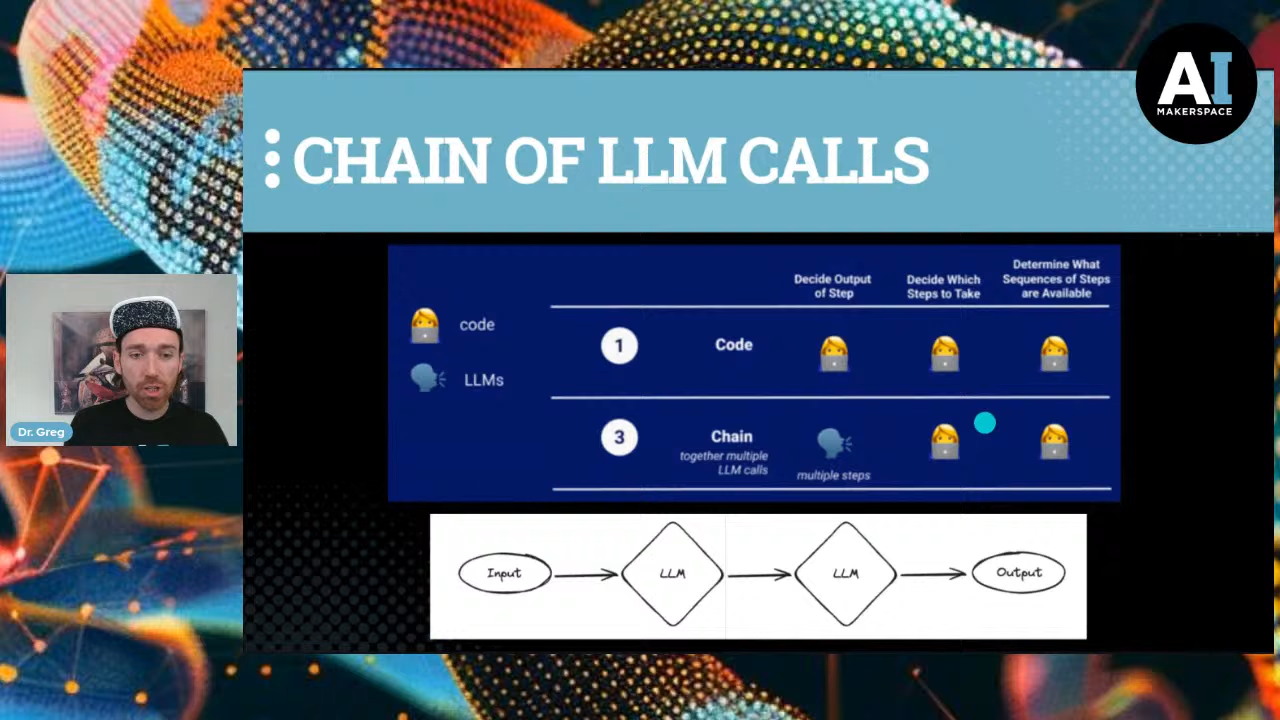 AI
MAKERSPACE
CHAIN OF LLM CALLS
Decide Output
of Step
Decide Which
Steps to Take
Determine What
Sequences of Steps
are Available
code
LLMs
1
Code
3
Chain
together multiple
LLM calls
multiple steps
Dr. Greg
Input
LLM
LLM
Output